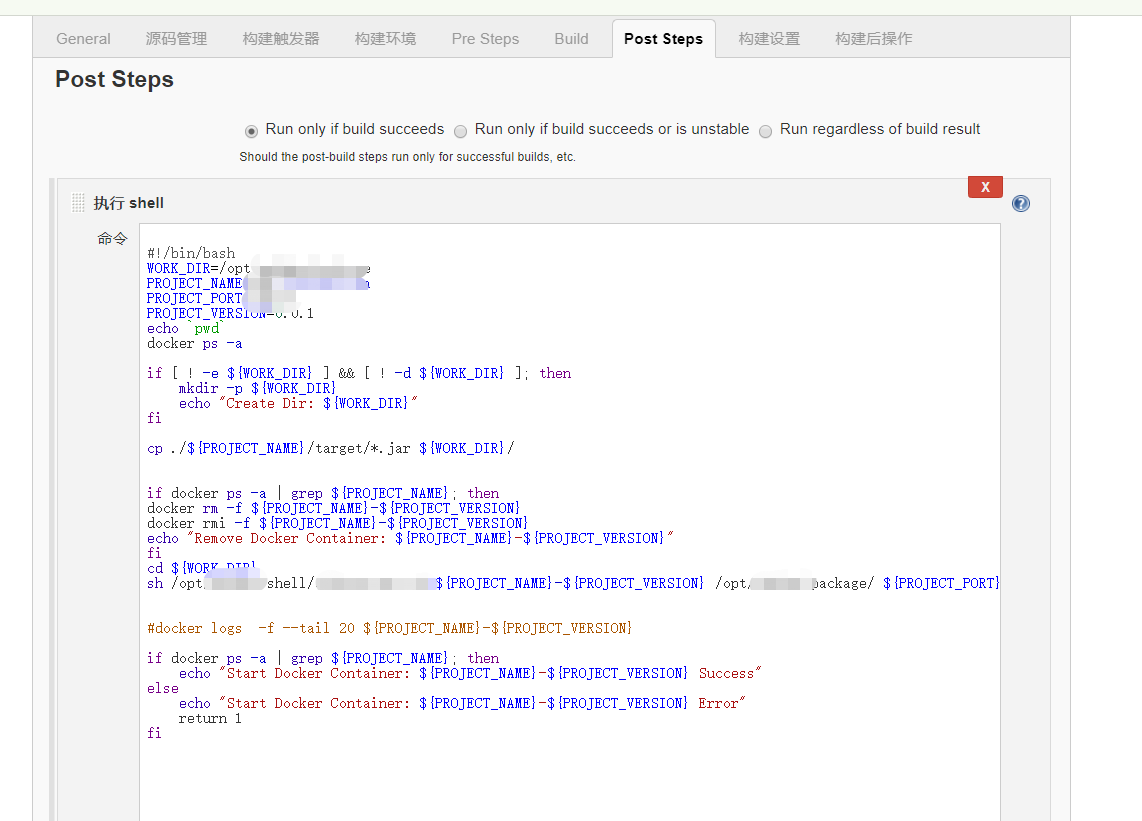 General 源码管理 构建触发器 构建环境 Pre Steps Build Post Steps 构建设置 构建后操作
Post Steps
Run only if build succeeds Run only if build succeeds or is unstable Run regardless of build result
Should the post-build steps run only for successful builds, etc.
X
执行 shell ?
命令
#!/bin/bash
WORK_DIR=/opt
PROJECT_NAME
PROJECT_PORT
PROJECT_VERSION=0.0.1
echo `pwd`
docker ps -a
if [ ! -e ${WORK_DIR} ] && [ ! -d ${WORK_DIR} ]; then
mkdir -p ${WORK_DIR}
echo "Create Dir: ${WORK_DIR}"
fi
cp ./${PROJECT_NAME}/target/*.jar ${WORK_DIR}/
if docker ps -a | grep ${PROJECT_NAME}; then
docker rm -f ${PROJECT_NAME}-${PROJECT_VERSION}
docker rmi -f ${PROJECT_NAME}-${PROJECT_VERSION}
echo "Remove Docker Container: ${PROJECT_NAME}-${PROJECT_VERSION}"
fi
cd ${WORK_DIR}
sh /opt/ shell/ ${PROJECT_NAME}-${PROJECT_VERSION} /opt/ package/ ${PROJECT_PORT}
#docker logs -f --tail 20 ${PROJECT_NAME}-${PROJECT_VERSION}
if docker ps -a | grep ${PROJECT_NAME}; then
echo "Start Docker Container: ${PROJECT_NAME}-${PROJECT_VERSION} Success"
else
echo "Start Docker Container: ${PROJECT_NAME}-${PROJECT_VERSION} Error"
return 1
fi